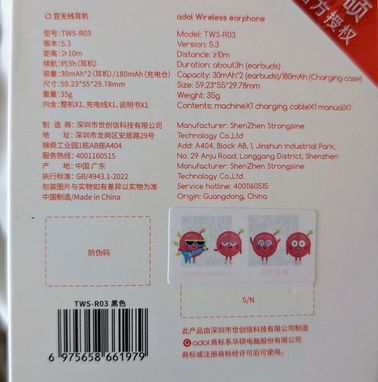 硕
官方授权
a豆无线耳机
型号: TWS-R03
版本: 5.3
距离: ≥10m
续航: 约3h(耳机)
容量: 30mAh*2(耳机)/180mAh(充电仓)
尺寸: 59.23*55*29.78mm
重量: 35g
内含: 整机X1, 充电线X1, 说明书X1
adol Wireless earphone
Model: TWS-R03
Version: 5.3
Distance: ≥10m
Duration: about3h (earbuds)
Capacity: 30mAh*2 (earbuds)/180mAh (Charging case)
Size: 59.23*55*29.78mm
Weight: 35g
Contents: machineX1 charging cableX1 manualX1
制 造 商: 深圳市世创信科技有限公司
地 址: 深圳市龙岗区安居路29号
锦舜工业园1栋AB座A404
服务热线: 4001160515
产 地: 中国 广东
执行标准: GB/4943.1-2022
包装图片与实物如有差异以实物为准
中国制造/Made in China
Manufacturer: ShenZhen Strongsine
Technology Co.,Ltd
Add: A404, Block AB, 1, Jinshun Industrial Park,
No. 29 Anju Road, Longgang District, Shenzhen
Manufacturer: ShenZhen Strongsine
Technology Co.,Ltd
Service hotline: 4001160515
Origin: Guangdong, China
防伪码
S/N
TWS-R03 黑色
6 975658 661979
此产品由深圳市世创信科技有限公司制造
adol 商标系华硕电脑股份有限公司
商标或注册商标经许可后可使用。